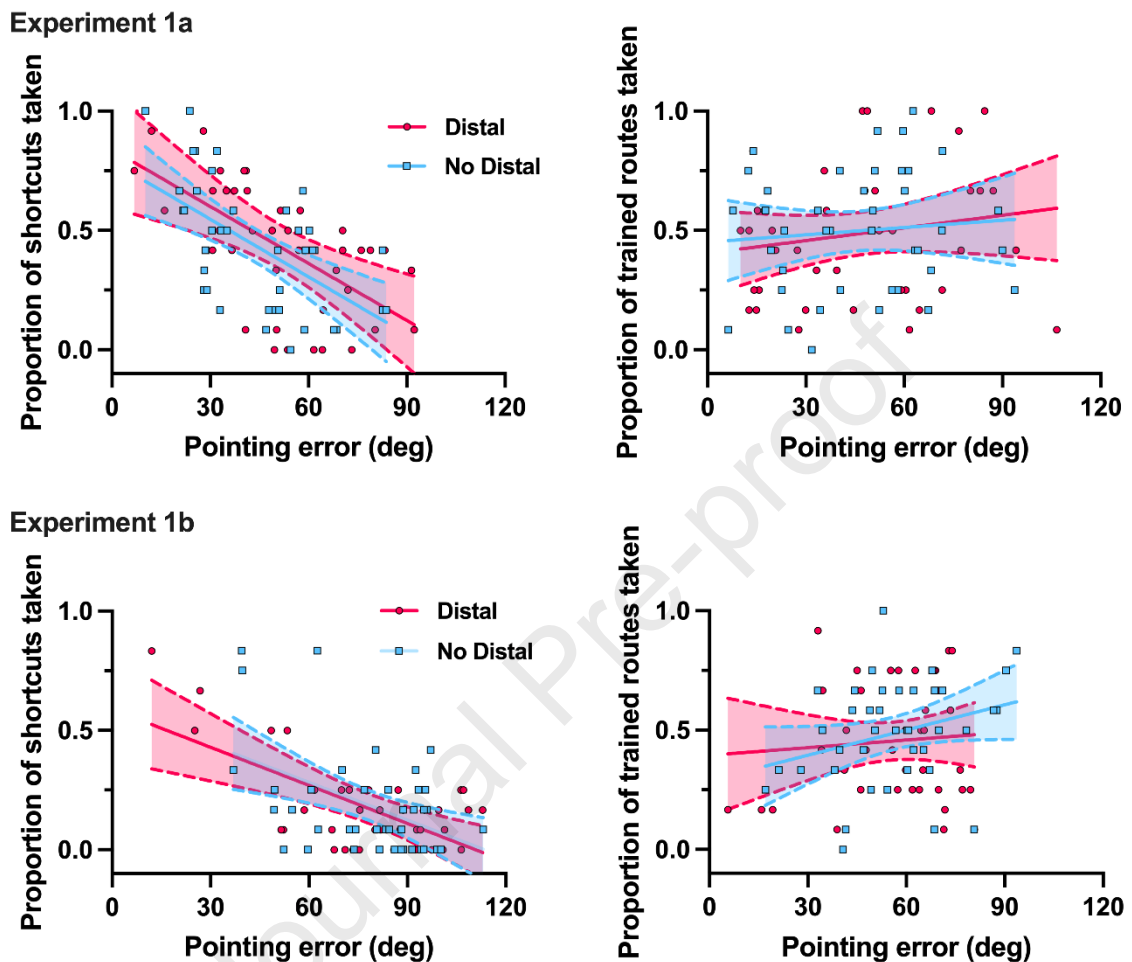 Experiment 1a
Proportion of shortcuts taken
1.0
0.5
0.0
0 30 60 90 120
Pointing error (deg)
Distal
No Distal
Proportion of trained routes taken
1.0
0.5
0.0
0 30 60 90 120
Pointing error (deg)
Experiment 1b
Proportion of shortcuts taken
1.0
0.5
0.0
0 30 60 90 120
Pointing error (deg)
Distal
No Distal
Proportion of trained routes taken
1.0
0.5
0.0
0 30 60 90 120
Pointing error (deg)
Journal Pre-proof